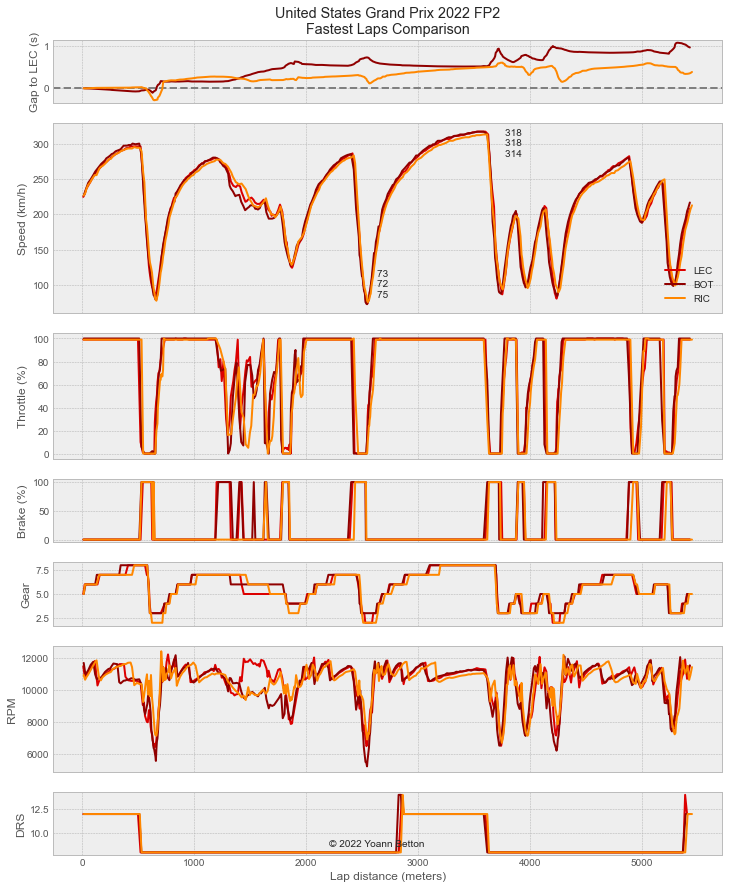 United States Grand Prix 2022 FP2
Fastest Laps Comparison
Gap to LEC (s)
1
0
Speed (km/h)
300
250
200
150
100
318
318
314
73
72
75
LEC
BOT
RIC
Throttle (%)
100
80
60
40
20
0
Brake (%)
100
50
0
Gear
7.5
5.0
2.5
RPM
12000
10000
8000
6000
DRS
12.5
10.0
© 2022 Yoann Betton
0 1000 2000 3000 4000 5000
Lap distance (meters)